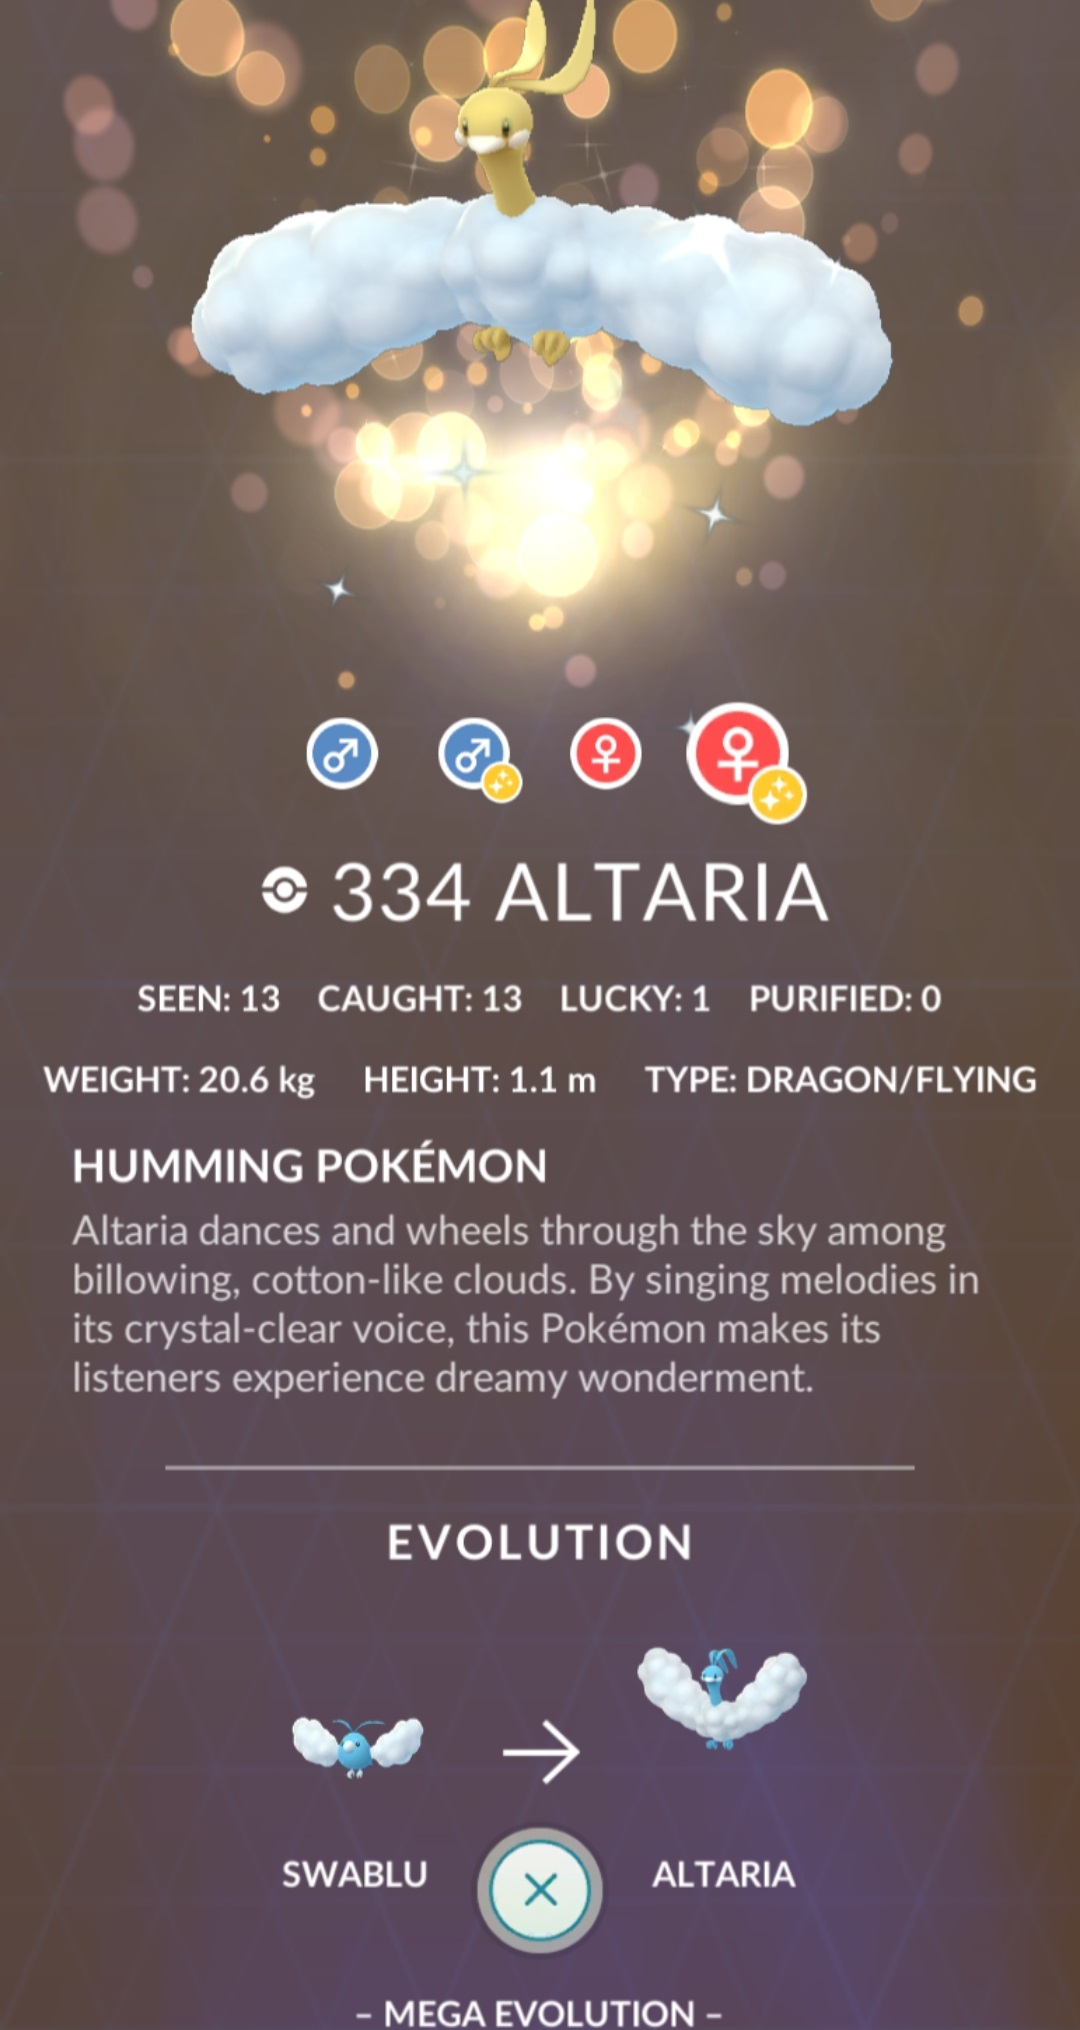 334 ALTARIA
SEEN: 13 CAUGHT: 13 LUCKY: 1 PURIFIED: 0
WEIGHT: 20.6 kg HEIGHT: 1.1 m TYPE: DRAGON/FLYING
HUMMING POKÉMON
Altaria dances and wheels through the sky among
billowing, cotton-like clouds. By singing melodies in
its crystal-clear voice, this Pokémon makes its
listeners experience dreamy wonderment.
EVOLUTION
SWABLU ALTARIA
– MEGA EVOLUTION –